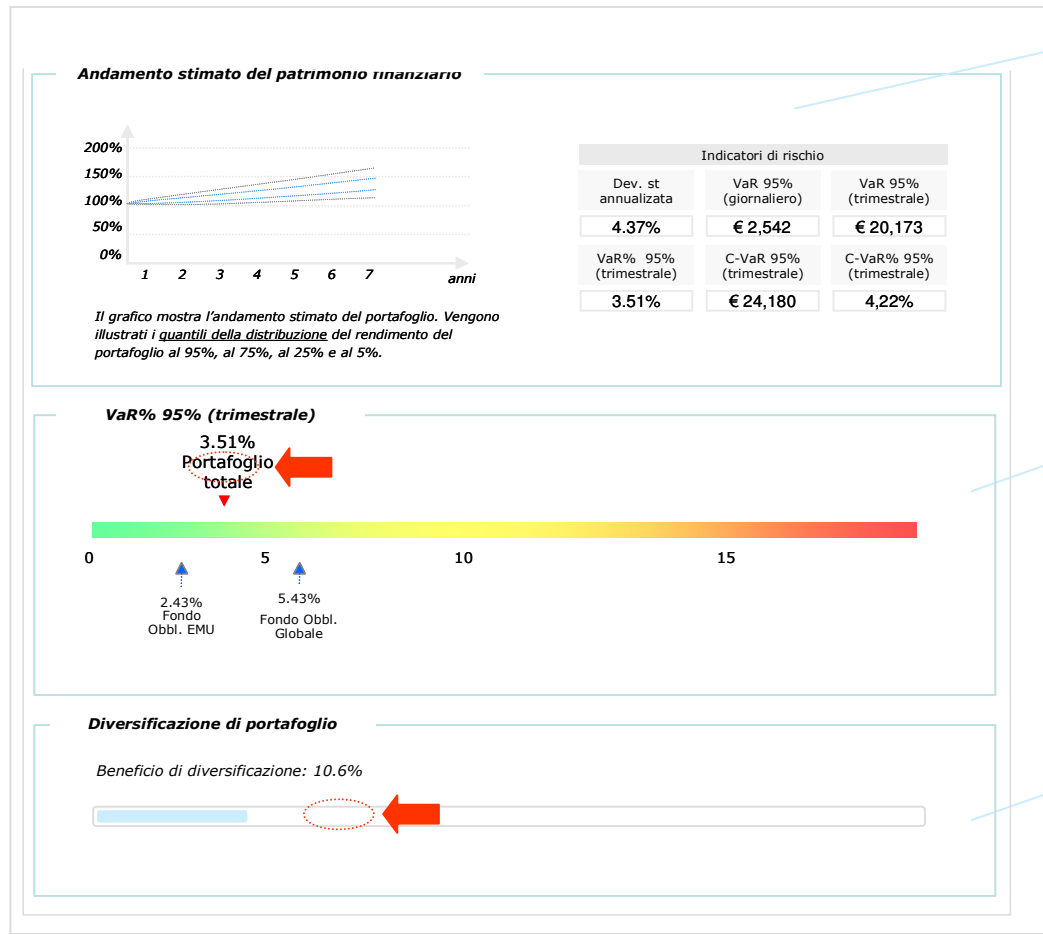 Andamento stimato del patrimonio finanziario
200%
150%
100%
50%
0%
1 2 3 4 5 6 7
anni
Il grafico mostra l’andamento stimato del portafoglio. Vengono
illustrati i quantili della distribuzione del rendimento del
portafoglio al 95%, al 75%, al 25% e al 5%.
Indicatori di rischio
Dev. st
annualizata
VaR 95%
(giornaliero)
VaR 95%
(trimestrale)
4.37%
€ 2,542
€ 20,173
VaR% 95%
(trimestrale)
C-VaR 95%
(trimestrale)
C-VaR% 95%
(trimestrale)
3.51%
€ 24,180
4,22%
VaR% 95% (trimestrale)
3.51%
Portafoglio
totale
0 5 10 15
2.43%
Fondo
Obbl. EMU
5.43%
Fondo Obbl.
Globale
Diversificazione di portafoglio
Beneficio di diversificazione: 10.6%